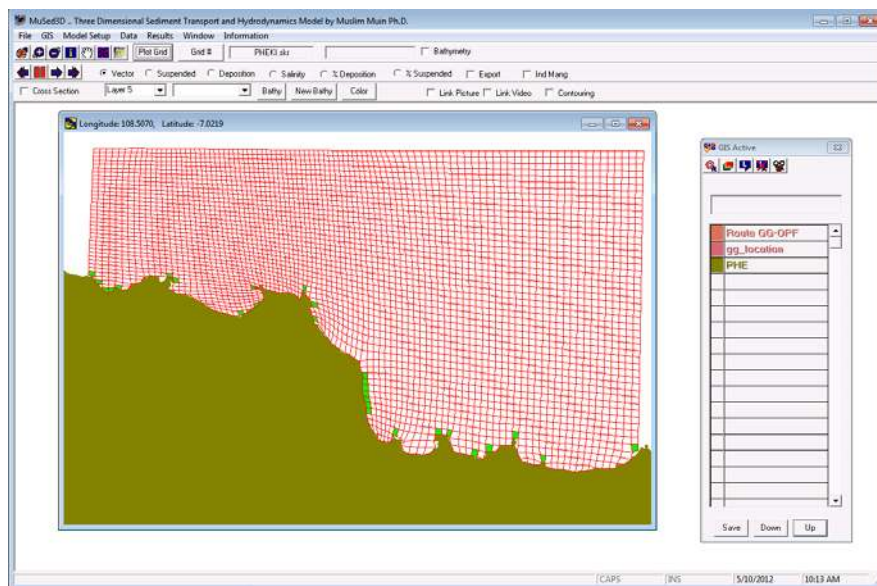 MuSed3D .. Three Dimensional Sediment Transport and Hydrodynamics Model by Muslim Muin Ph.D.
File GIS Model Setup Data Results Window Information
Plot Grid Grid # PHEKI.sks Bathymetry
Vector Suspended Deposition Salinity % Deposition % Suspended Export Ind Mang
Cross Section Layer 5 Bathy New Bathy Color Link Picture Link Video Contouring
Longitude: 108.5070, Latitude: -7.0219
GIS Active
Route GG-OPF
gg_location
PHE
Save Down Up
CAPS INS 5/10/2012 10:13 AM